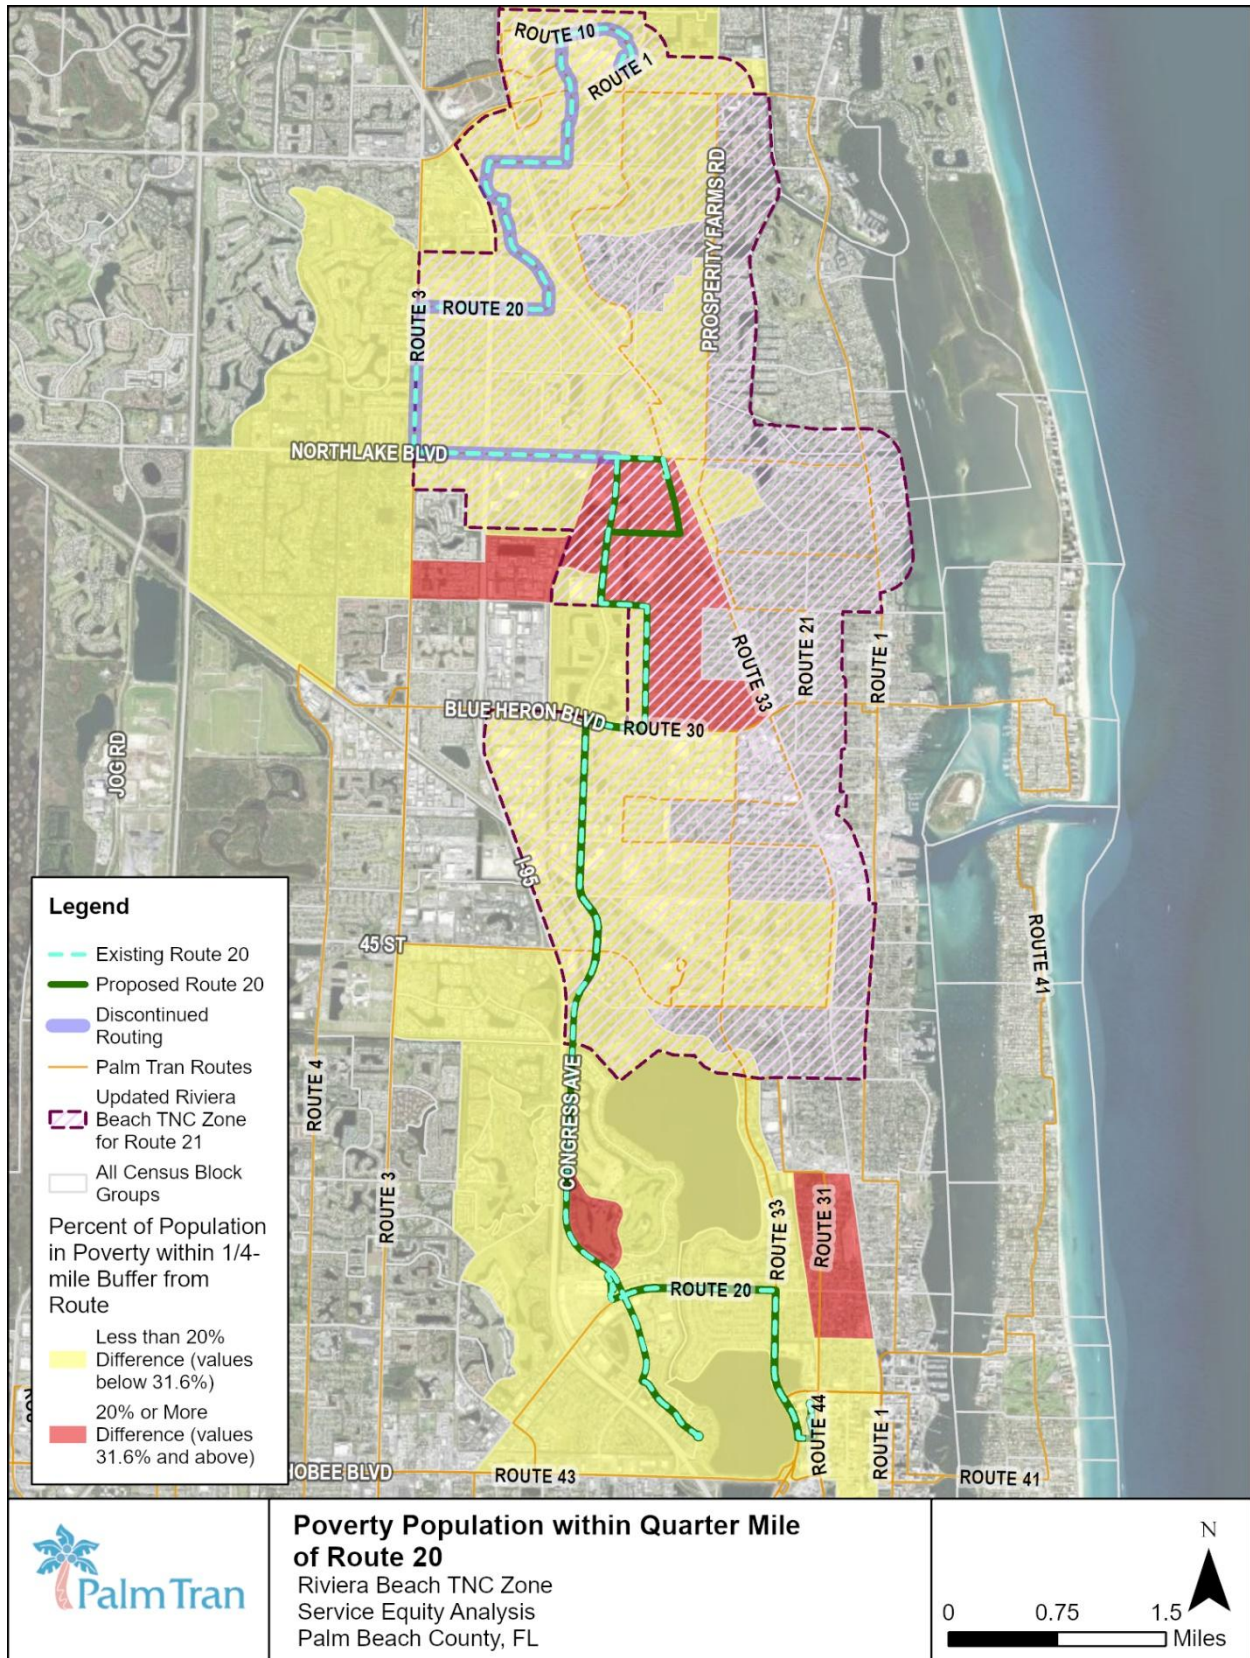 ROUTE 10
ROUTE 1
PROSPERITY FARMS RD
ROUTE 3
ROUTE 20
NORTHLAKE BLVD
ROUTE 21
ROUTE 1
ROUTE 33
BLUE HERON BLVD
ROUTE 30
JOG RD
I-95
45 ST
ROUTE 41
CONGRESS AVE
ROUTE 4
ROUTE 3
ROUTE 33
ROUTE 31
ROUTE 20
ROUTE 44
ROUTE 1
HOBEE BLVD
ROUTE 43
ROUTE 41
Legend
Existing Route 20
Proposed Route 20
Discontinued
Routing
Palm Tran Routes
Updated Riviera
Beach TNC Zone
for Route 21
All Census Block
Groups
Percent of Population
in Poverty within 1/4-
mile Buffer from
Route
Less than 20%
Difference (values
below 31.6%)
20% or More
Difference (values
31.6% and above)
Palm Tran
Poverty Population within Quarter Mile
of Route 20
Riviera Beach TNC Zone
Service Equity Analysis
Palm Beach County, FL
N
0 0.75 1.5
Miles